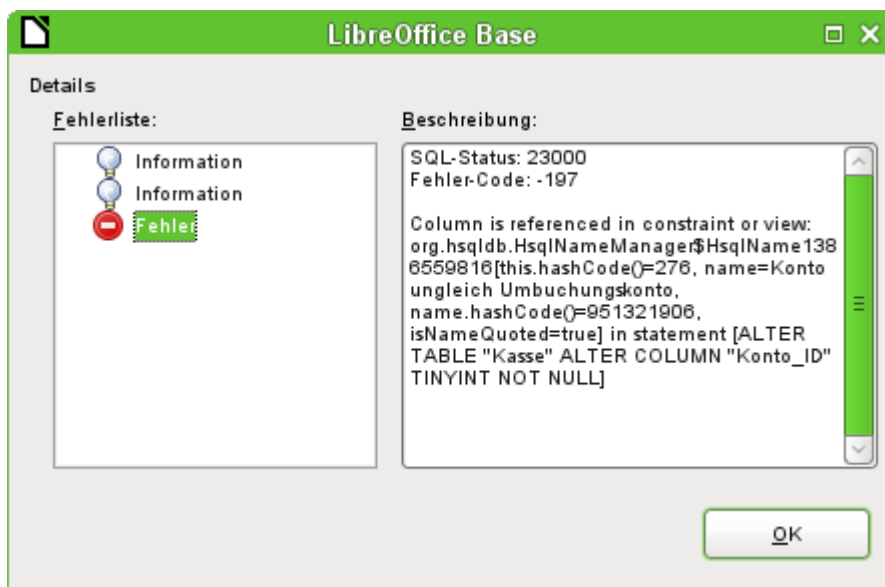 LibreOffice Base
Details
Fehlerliste:
Beschreibung:
Information
Information
Fehler
SQL-Status: 23000
Fehler-Code: -197
Column is referenced in constraint or view:
org.hsqldb.HsqlNameManager$HsqlName138
6559816[this.hashCode()=276, name=Konto
ungleich Umbuchungskonto,
name.hashCode()=951321906,
isNameQuoted=true] in statement [ALTER
TABLE "Kasse" ALTER COLUMN "Konto_ID"
TINYINT NOT NULL]
OK